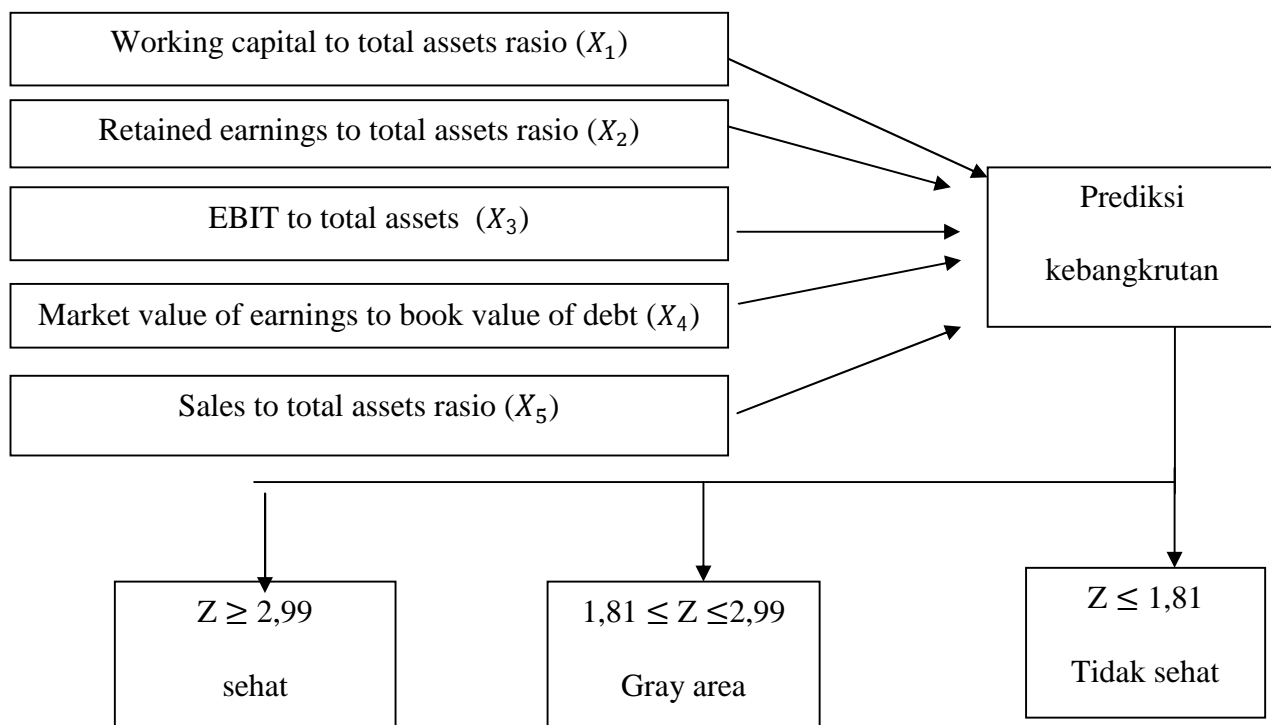 Working capital to total assets rasio (𝑋₁)
Retained earnings to total assets rasio (𝑋₂)
EBIT to total assets (𝑋₃)
Market value of earnings to book value of debt (𝑋₄)
Sales to total assets rasio (𝑋₅)
Prediksi
kebangkrutan
Z ≥ 2,99
sehat
1,81 ≤ Z ≤2,99
Gray area
Z ≤ 1,81
Tidak sehat